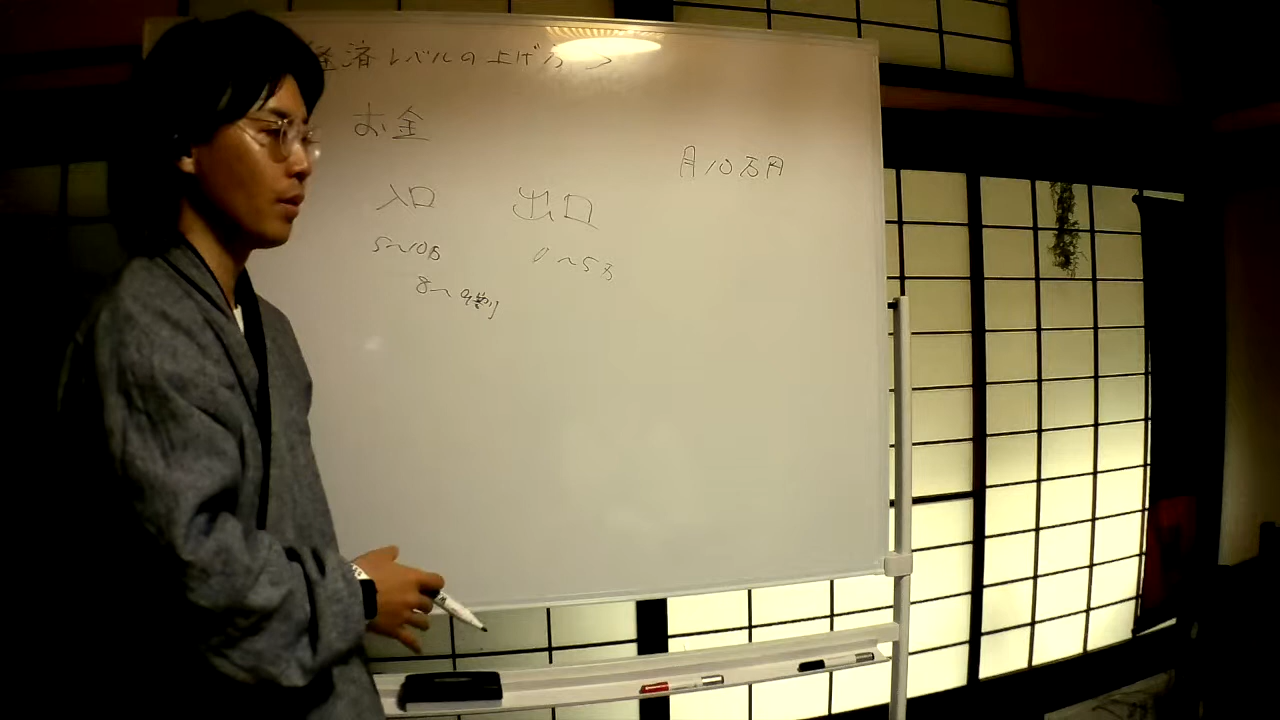 経済レベルの上げ方
お金
月10万円
入口 出口
5〜10万 0〜5万
8〜9割